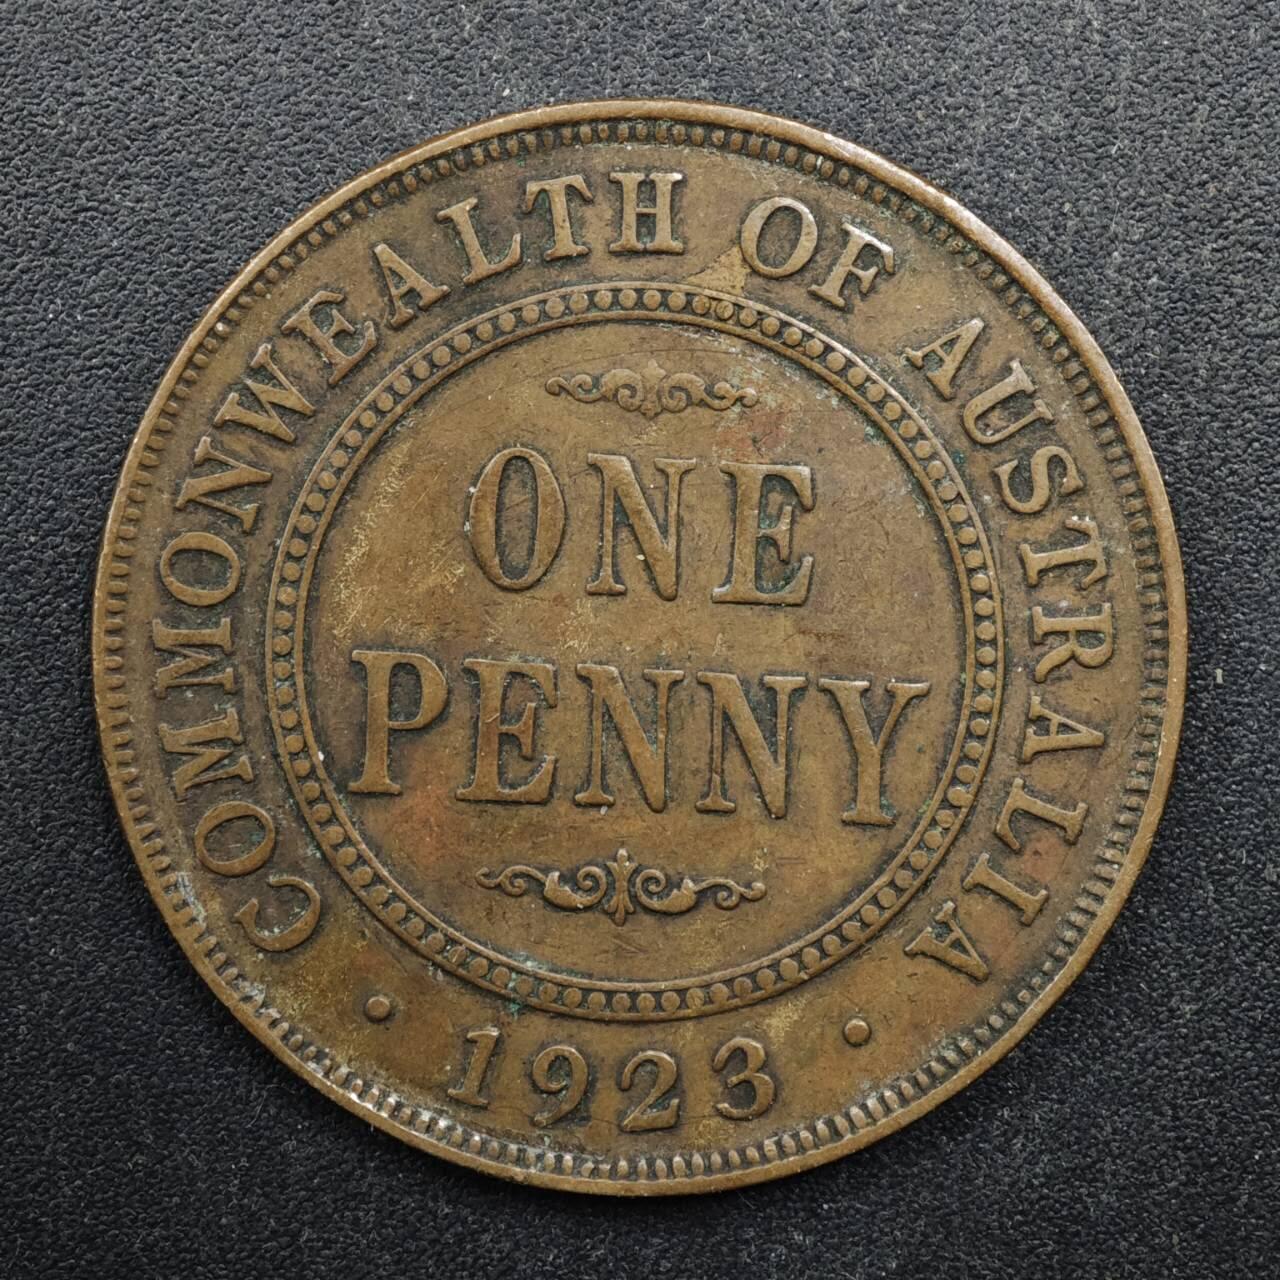 COMMONWEALTH OF AUSTRALIA
ONE
PENNY
· 1923 ·